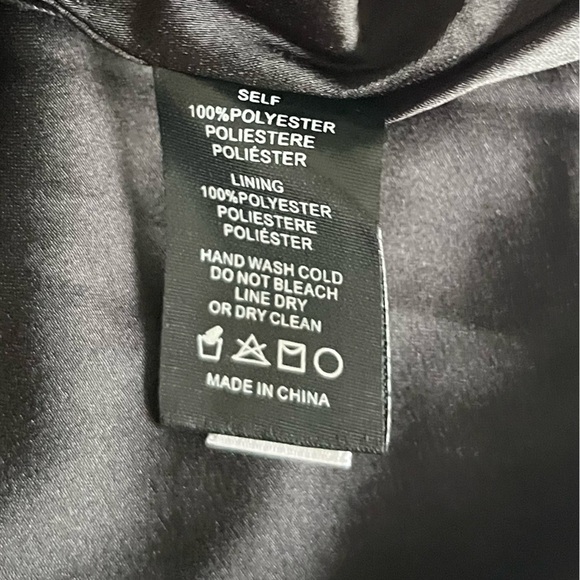 SELF
100%POLYESTER
POLIESTERE
POLIÉSTER
LINING
100%POLYESTER
POLIESTERE
POLIÉSTER
HAND WASH COLD
DO NOT BLEACH
LINE DRY
OR DRY CLEAN
MADE IN CHINA